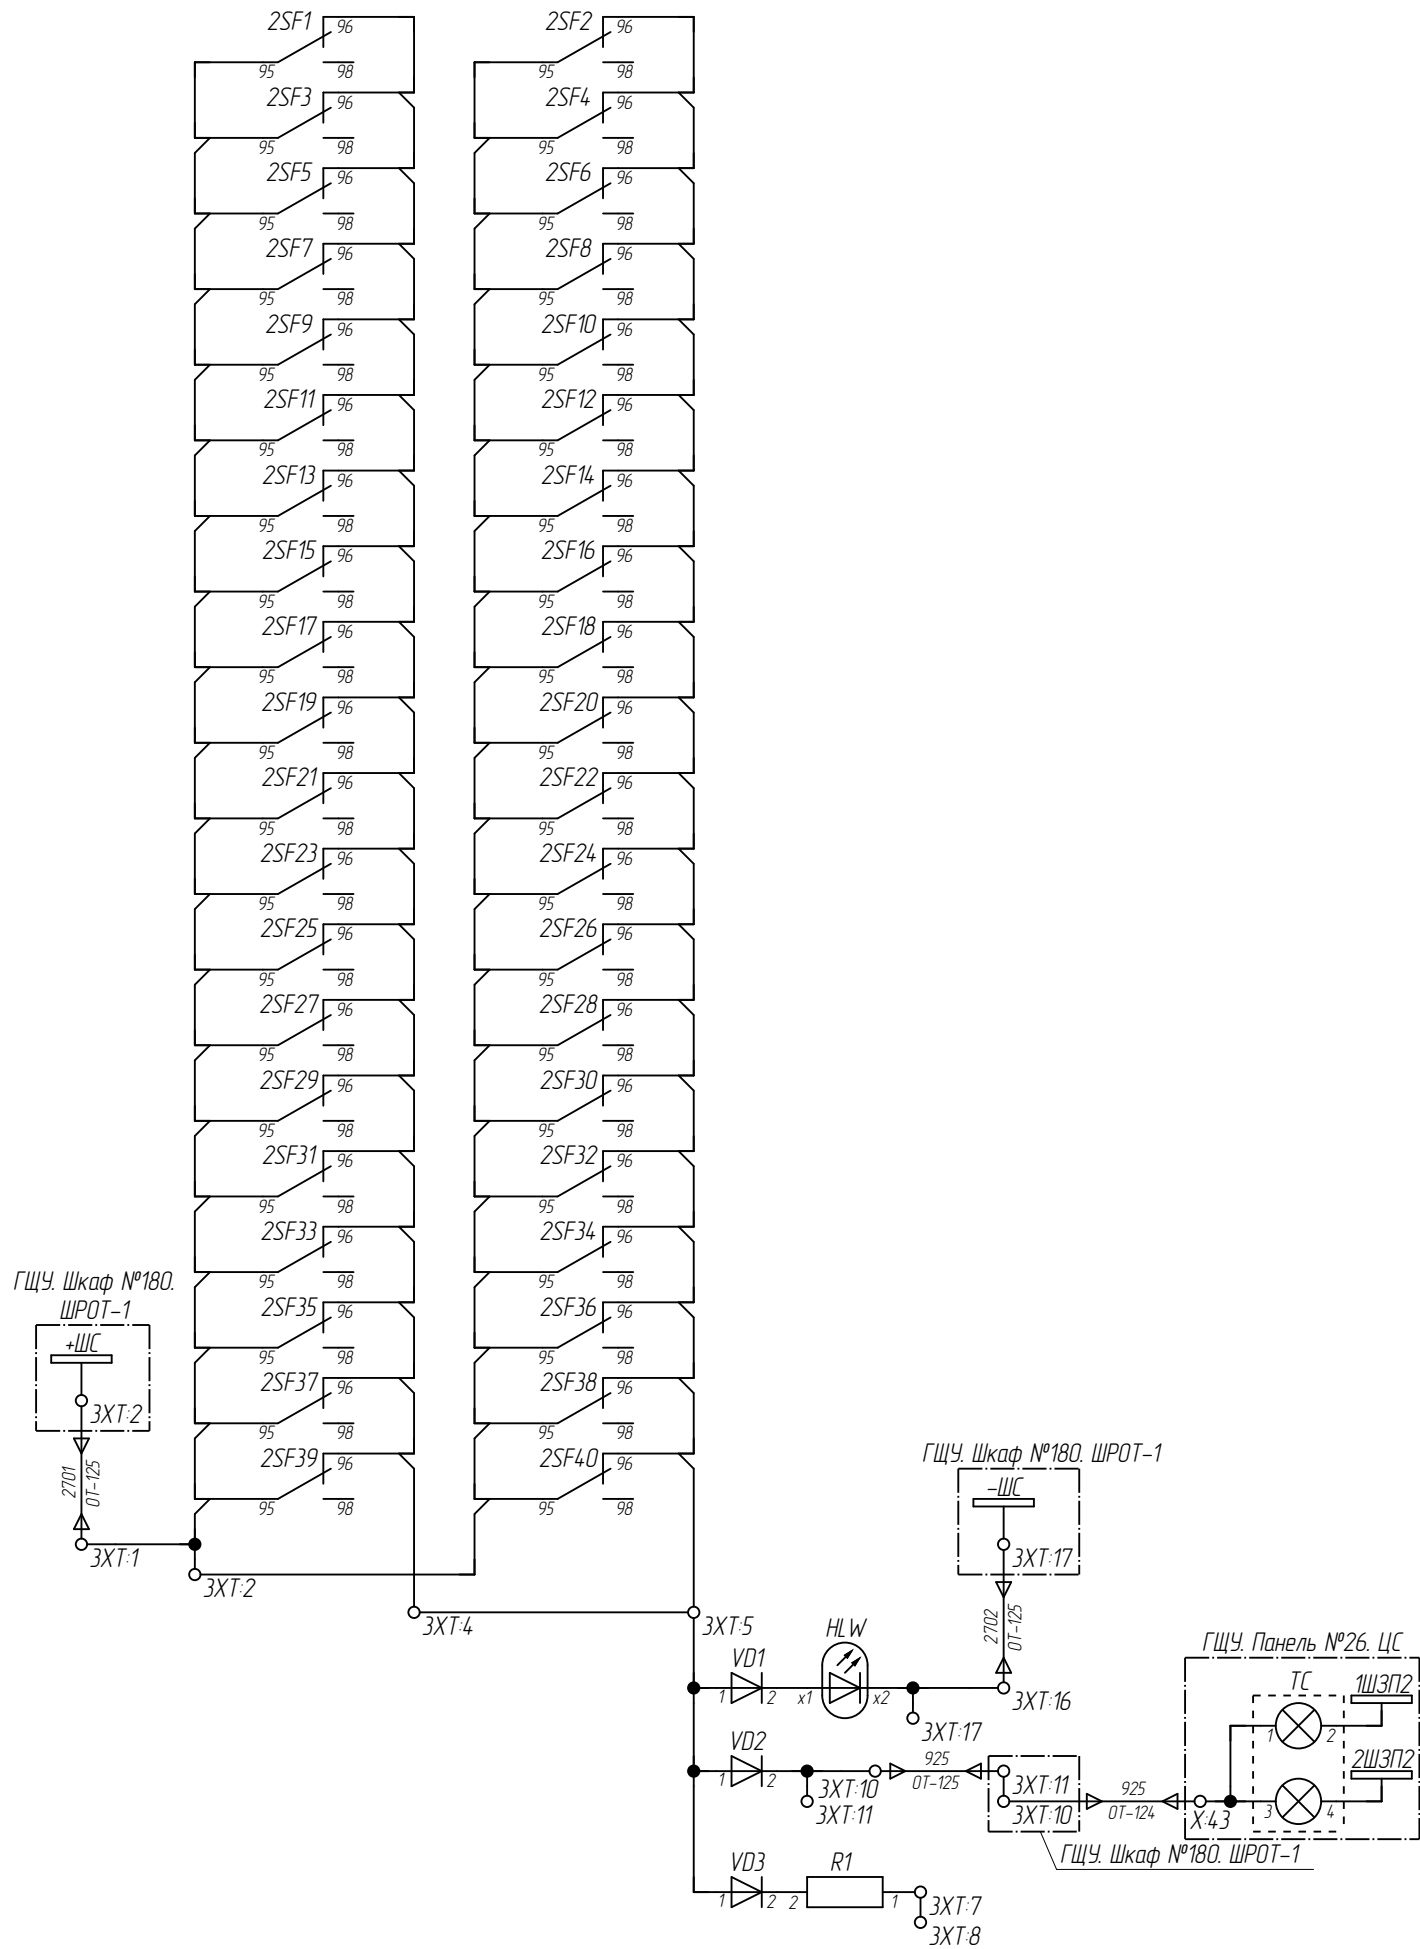 2SF1 96 2SF2 96
95 98 95 98
2SF3 96 2SF4 96
95 98 95 98
2SF5 96 2SF6 96
95 98 95 98
2SF7 96 2SF8 96
95 98 95 98
2SF9 96 2SF10 96
95 98 95 98
2SF11 96 2SF12 96
95 98 95 98
2SF13 96 2SF14 96
95 98 95 98
2SF15 96 2SF16 96
95 98 95 98
2SF17 96 2SF18 96
95 98 95 98
2SF19 96 2SF20 96
95 98 95 98
2SF21 96 2SF22 96
95 98 95 98
2SF23 96 2SF24 96
95 98 95 98
2SF25 96 2SF26 96
95 98 95 98
2SF27 96 2SF28 96
95 98 95 98
2SF29 96 2SF30 96
95 98 95 98
2SF31 96 2SF32 96
95 98 95 98
2SF33 96 2SF34 96
95 98 95 98
2SF35 96 2SF36 96
95 98 95 98
2SF37 96 2SF38 96
95 98 95 98
2SF39 96 2SF40 96
95 98 95 98
ГЩУ. Шкаф №180.
ШРОТ-1
+ШС
3XT:2
2701
ОТ-125
3XT:1
3XT:2
3XT:4
3XT:5
ГЩУ. Шкаф №180. ШРОТ-1
-ШС
3XT:17
2702
ОТ-125
3XT:16
VD1
1 2
HLW
x1 x2
3XT:17
VD2
1 2
3XT:10
3XT:11
925
ОТ-125
3XT:11
3XT:10
ГЩУ. Шкаф №180. ШРОТ-1
925
ОТ-124
ГЩУ. Панель №26. ЦС
ТС
1ШЗП2
1 2
2ШЗП2
X:43
3 4
VD3
1 2
R1
2 1
3XT:7
3XT:8